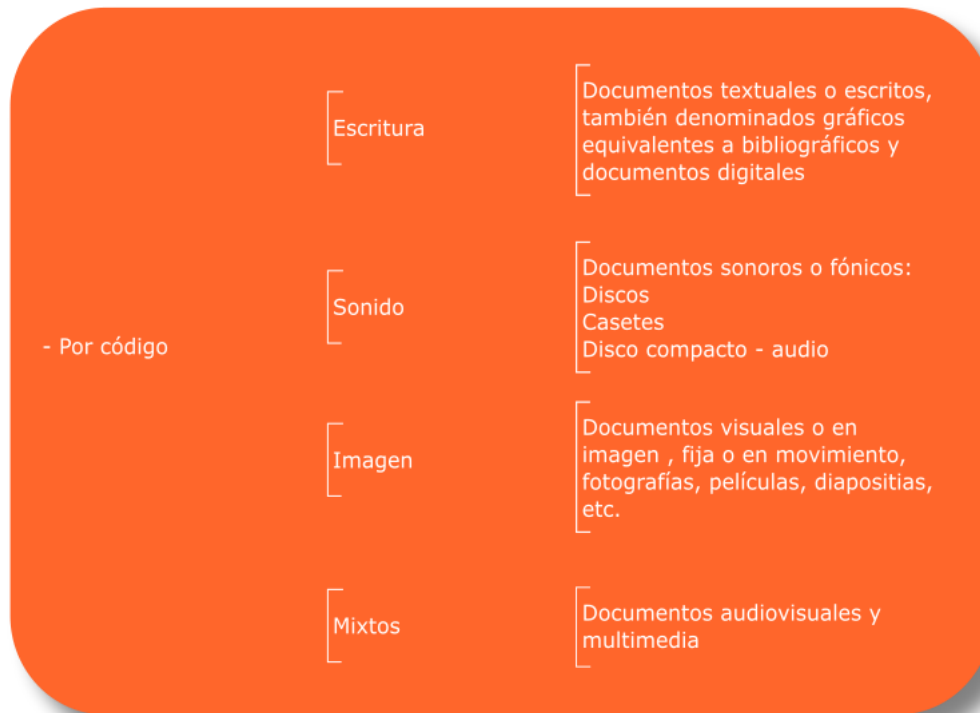 - Por código
Escritura
Documentos textuales o escritos,
también denominados gráficos
equivalentes a bibliográficos y
documentos digitales
Sonido
Documentos sonoros o fónicos:
Discos
Casetes
Disco compacto - audio
Imagen
Documentos visuales o en
imagen , fija o en movimiento,
fotografías, películas, diapositias,
etc.
Mixtos
Documentos audiovisuales y
multimedia